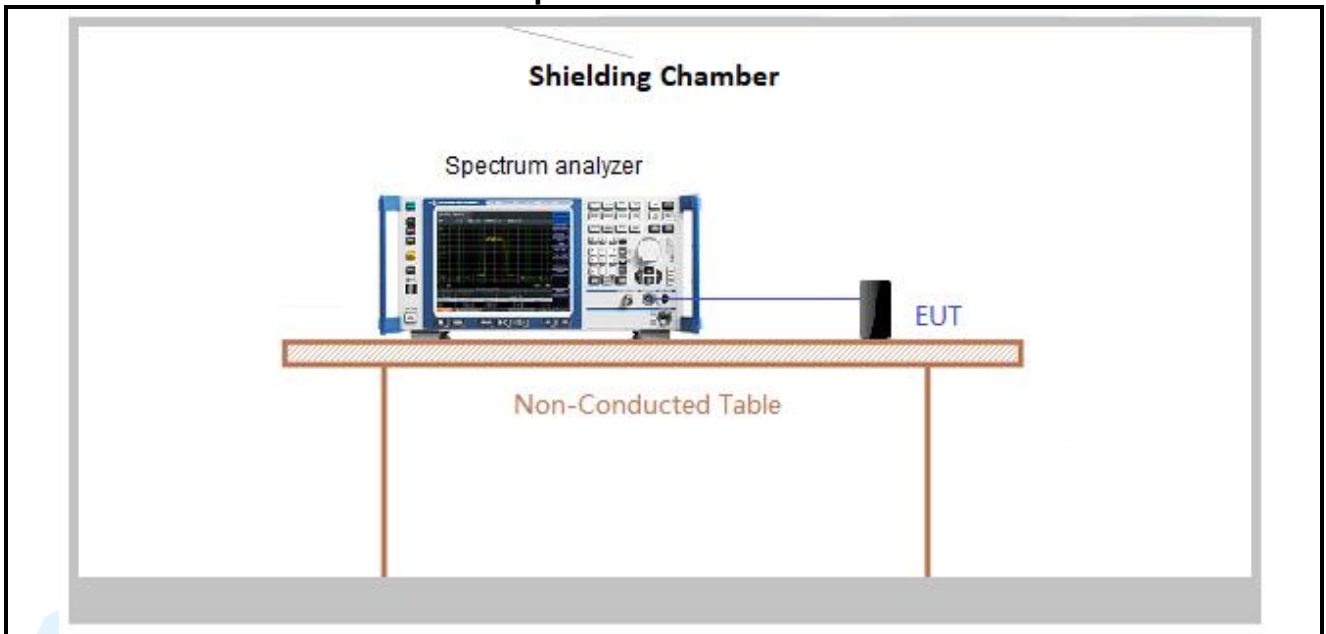 Shielding Chamber
Spectrum analyzer
EUT
Non-Conducted Table